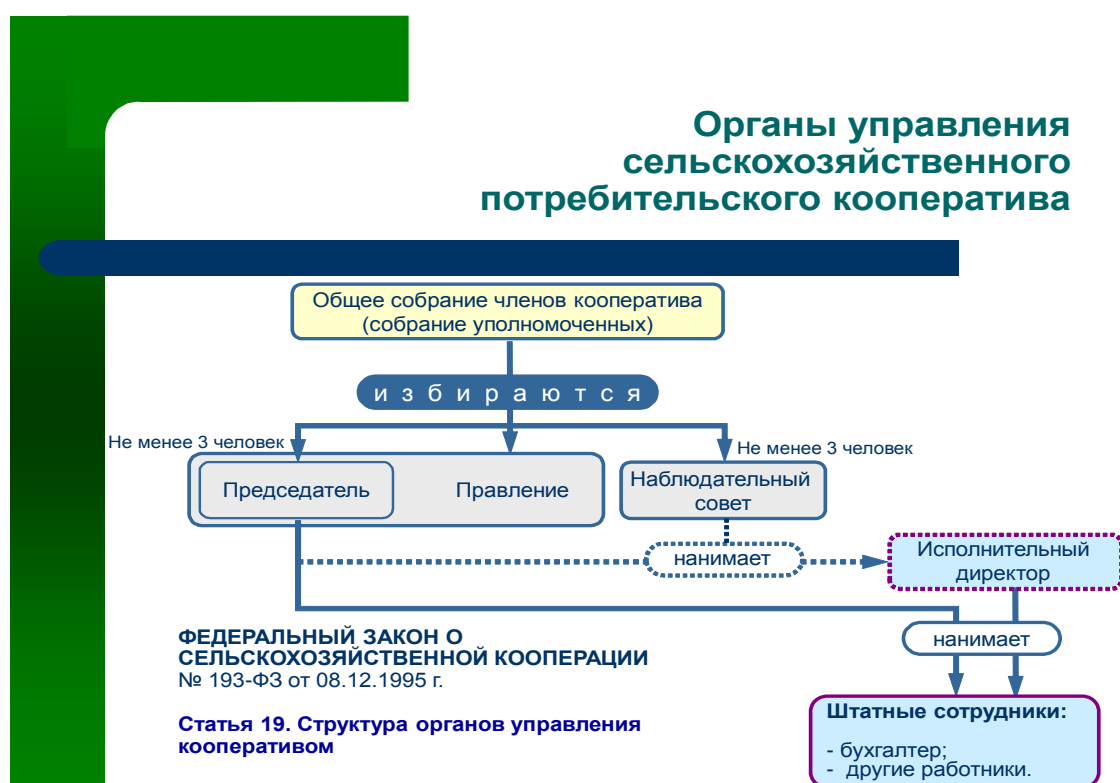 Органы управления
сельскохозяйственного
потребительского кооператива
Общее собрание членов кооператива
(собрание уполномоченных)
избираются
Не менее 3 человек
Не менее 3 человек
Председатель
Правление
Наблюдательный
совет
нанимает
Исполнительный
директор
нанимает
ФЕДЕРАЛЬНЫЙ ЗАКОН О
СЕЛЬСКОХОЗЯЙСТВЕННОЙ КООПЕРАЦИИ
№ 193-ФЗ от 08.12.1995 г.
Статья 19. Структура органов управления
кооперативом
Штатные сотрудники:
- бухгалтер;
- другие работники.